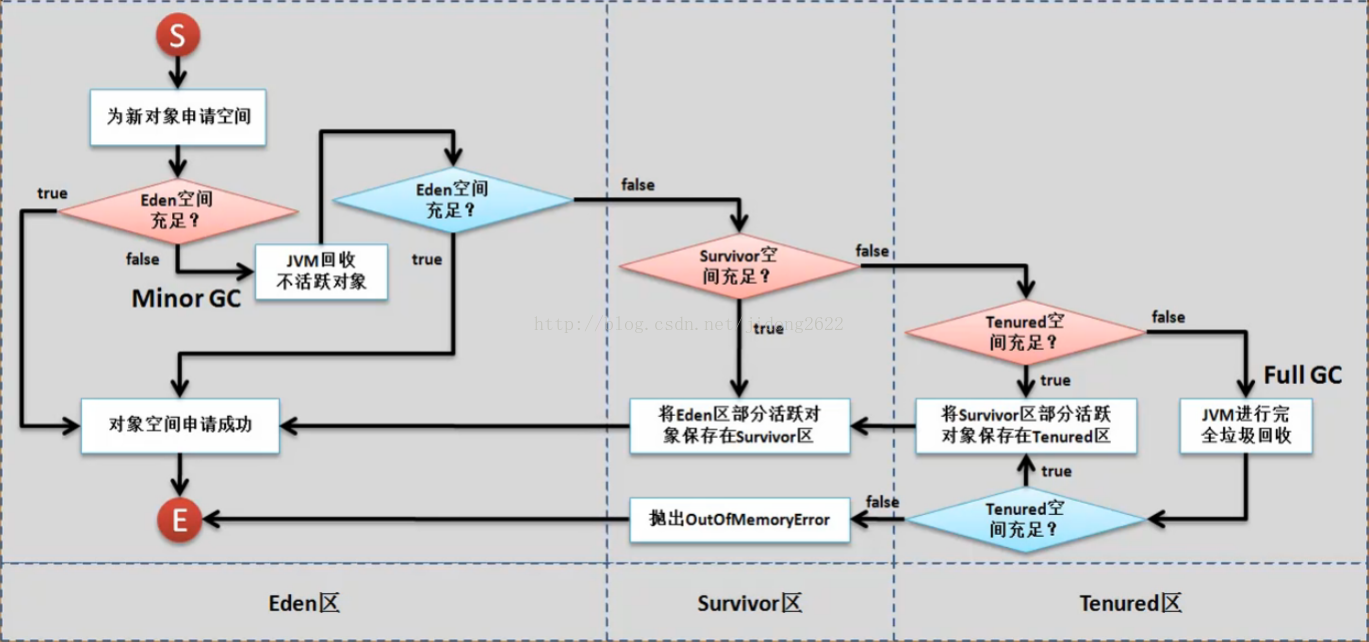 S
为新对象申请空间
true
Eden空间
充足？
false
Minor GC
JVM回收
不活跃对象
Eden空间
充足？
true
false
Survivor空
间充足？
false
true
http://blog.csdn.net/jidong2622
Tenured空
间充足？
false
true
Full GC
JVM进行完
全垃圾回收
将Survivor区部分活跃
对象保存在Tenured区
将Eden区部分活跃对
象保存在Survivor区
对象空间申请成功
true
Tenured空
间充足？
false
抛出OutOfMemoryError
E
Eden区
Survivor区
Tenured区